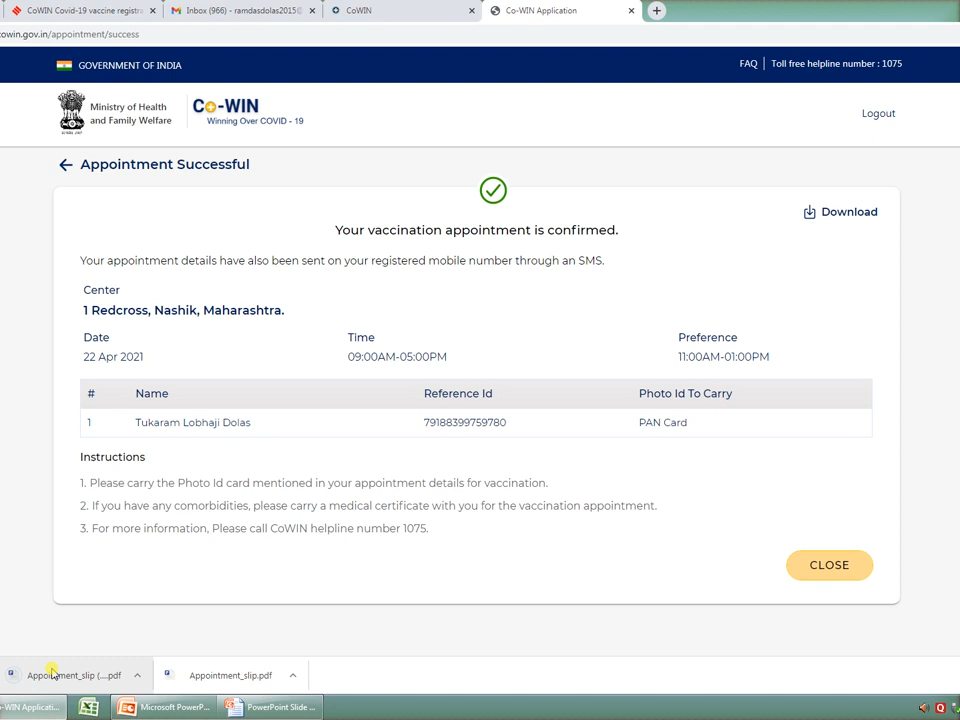 CoWIN Covid-19 vaccine registra
Inbox (966) - ramdasdolas2015@
CoWIN
Co-WIN Application
cowin.gov.in/appointment/success
GOVERNMENT OF INDIA
FAQ
Toll free helpline number : 1075
Ministry of Health
and Family Welfare
Co-WIN
Winning Over COVID - 19
Logout
Appointment Successful
Download
Your vaccination appointment is confirmed.
Your appointment details have also been sent on your registered mobile number through an SMS.
Center
1 Redcross, Nashik, Maharashtra.
Date
Time
Preference
22 Apr 2021
09:00AM-05:00PM
11:00AM-01:00PM
# Name Reference Id Photo Id To Carry
1 Tukaram Lobhaji Dolas 79188399759780 PAN Card
Instructions
1. Please carry the Photo Id card mentioned in your appointment details for vaccination.
2. If you have any comorbidities, please carry a medical certificate with you for the vaccination appointment.
3. For more information, Please call CoWIN helpline number 1075.
CLOSE
Appointment_slip (....pdf
Appointment_slip.pdf
-WIN Applicati...
Microsoft PowerP...
PowerPoint Slide ...